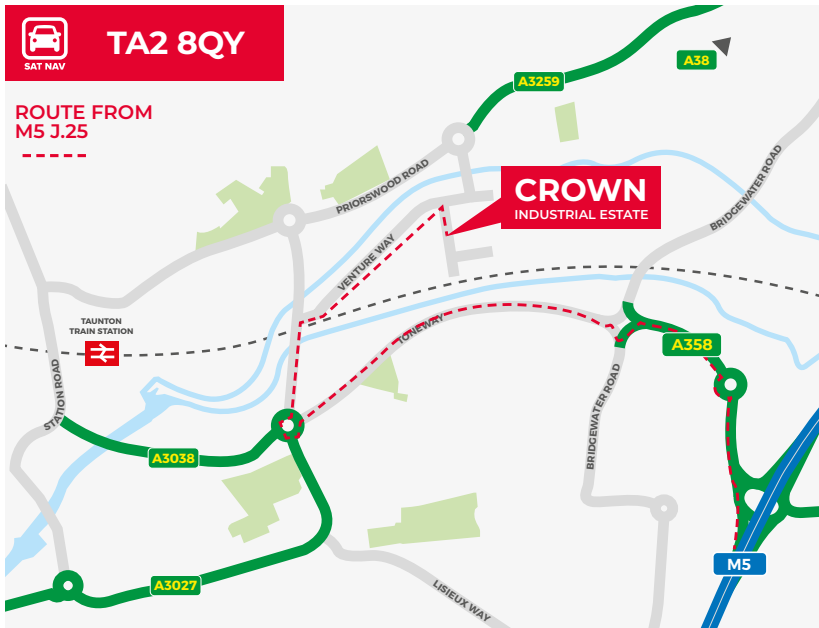 TA2 8QY
SAT NAV
ROUTE FROM
M5 J.25
A38
A3259
PRIORSWOOD ROAD
BRIDGEWATER ROAD
CROWN
INDUSTRIAL ESTATE
VENTURE WAY
TAUNTON
TRAIN STATION
TONEWAY
A358
STATION ROAD
BRIDGEWATER ROAD
A3038
M5
A3027
LISIEUX WAY